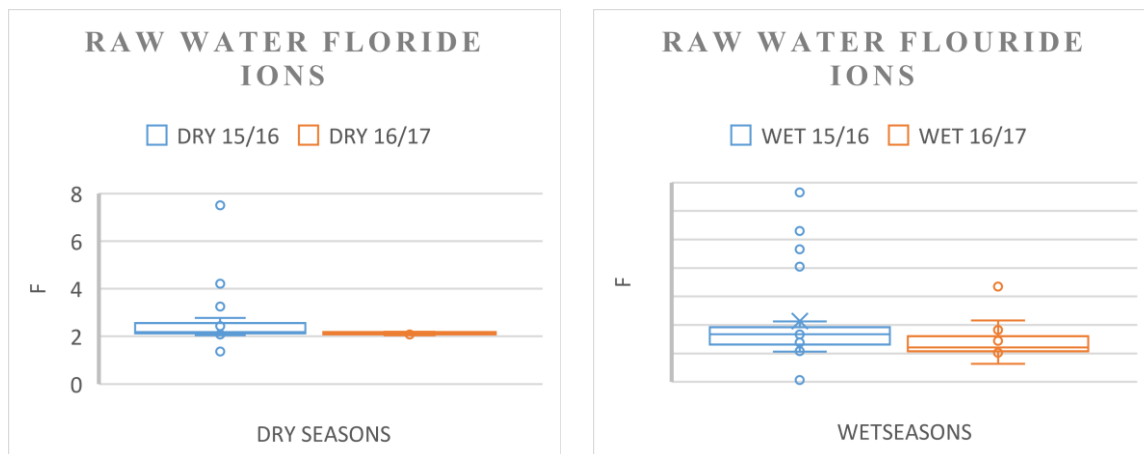 RAW WATER FLORIDE
IONS
DRY 15/16 DRY 16/17
8
6
4
2
0
F
DRY SEASONS
RAW WATER FLOURIDE
IONS
WET 15/16 WET 16/17
F
WETSEASONS